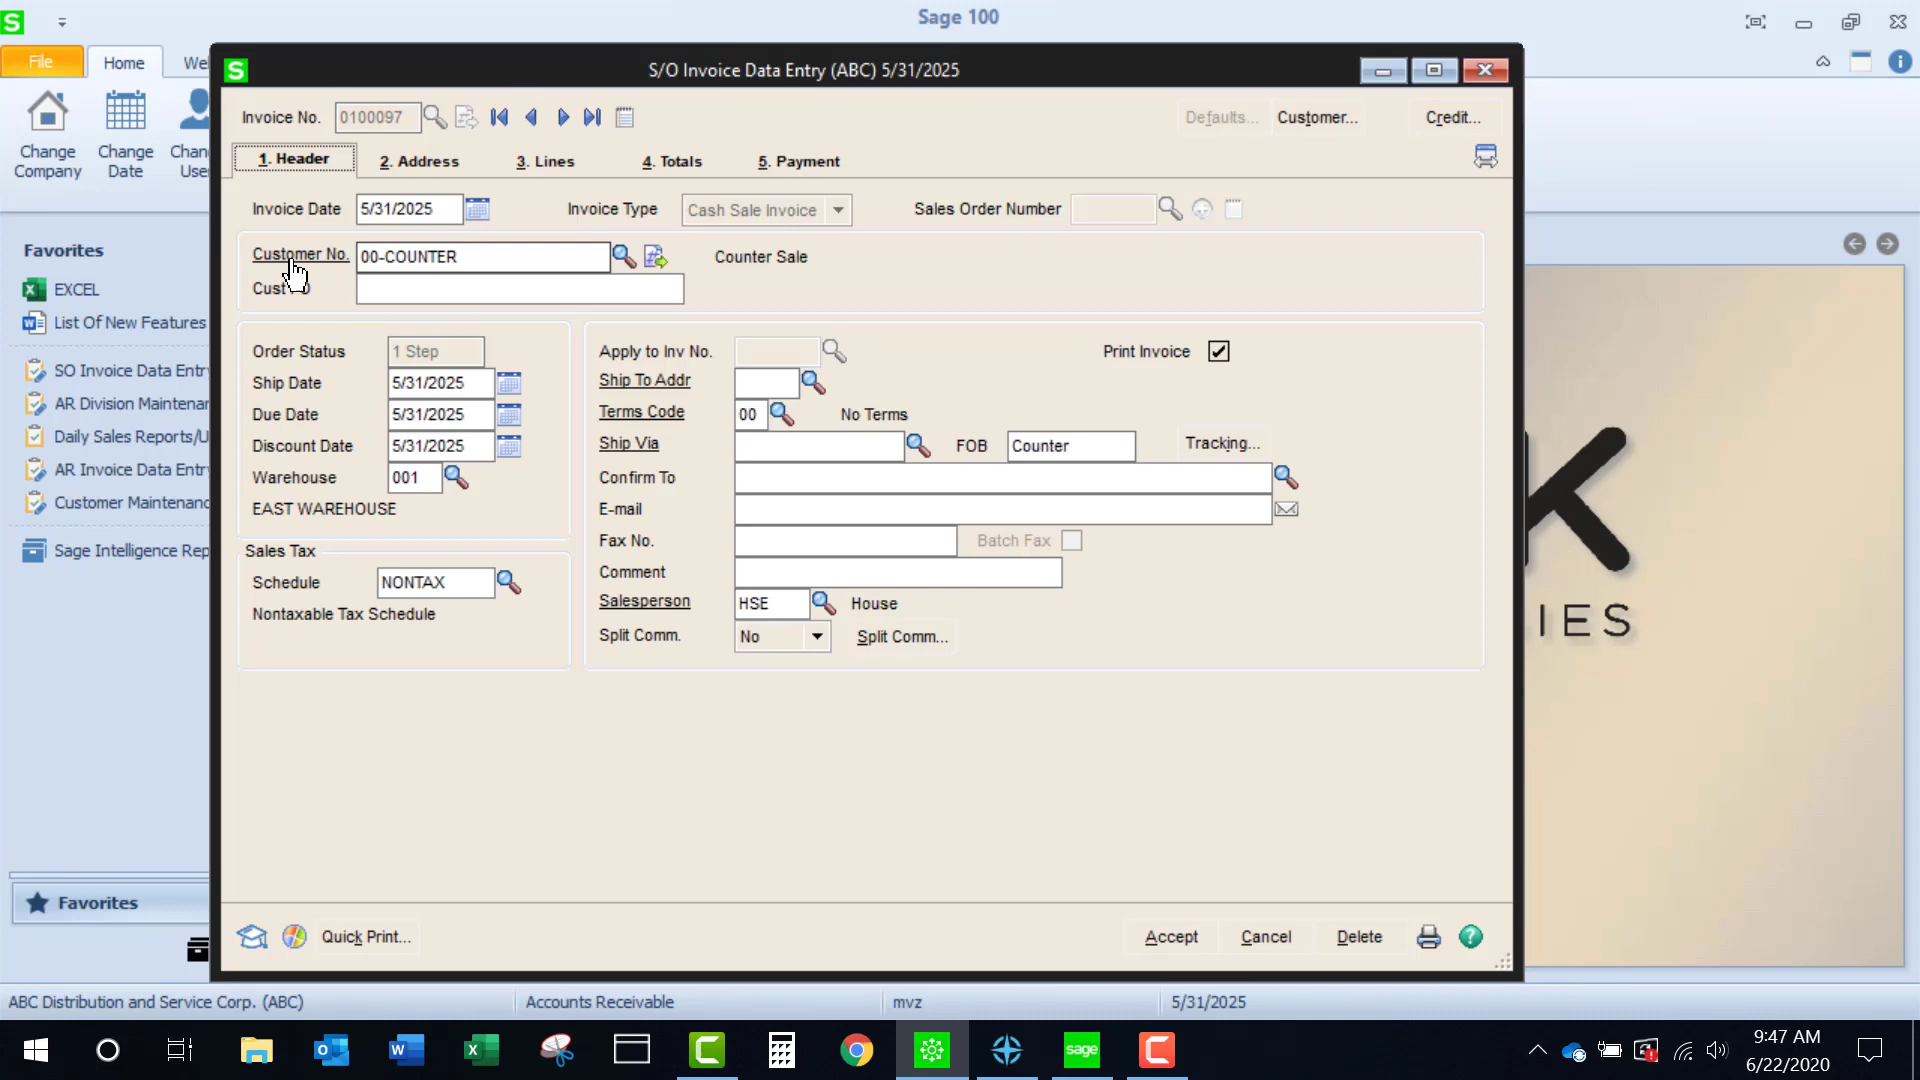 S
Sage 100
File
Home
We
Change Company
Change Date
Chan
Use
Favorites
EXCEL
List Of New Features
SO Invoice Data Entr
AR Division Maintenan
Daily Sales Reports/U
AR Invoice Data Entr
Customer Maintenanc
Sage Intelligence Rep
Favorites
S
S/O Invoice Data Entry (ABC) 5/31/2025
Invoice No. 0100097
Defaults... Customer... Credit...
1. Header 2. Address 3. Lines 4. Totals 5. Payment
Invoice Date 5/31/2025 Invoice Type Cash Sale Invoice Sales Order Number
Customer No. 00-COUNTER Counter Sale
Cust
Order Status 1 Step
Ship Date 5/31/2025
Due Date 5/31/2025
Discount Date 5/31/2025
Warehouse 001
EAST WAREHOUSE
Sales Tax
Schedule NONTAX
Nontaxable Tax Schedule
Apply to Inv No. Print Invoice
Ship To Addr
Terms Code 00 No Terms
Ship Via FOB Counter Tracking...
Confirm To
E-mail
Fax No. Batch Fax
Comment
Salesperson HSE House
Split Comm. No Split Comm...
Quick Print... Accept Cancel Delete
K
IES
ABC Distribution and Service Corp. (ABC) Accounts Receivable mvz 5/31/2025
sage
9:47 AM
6/22/2020